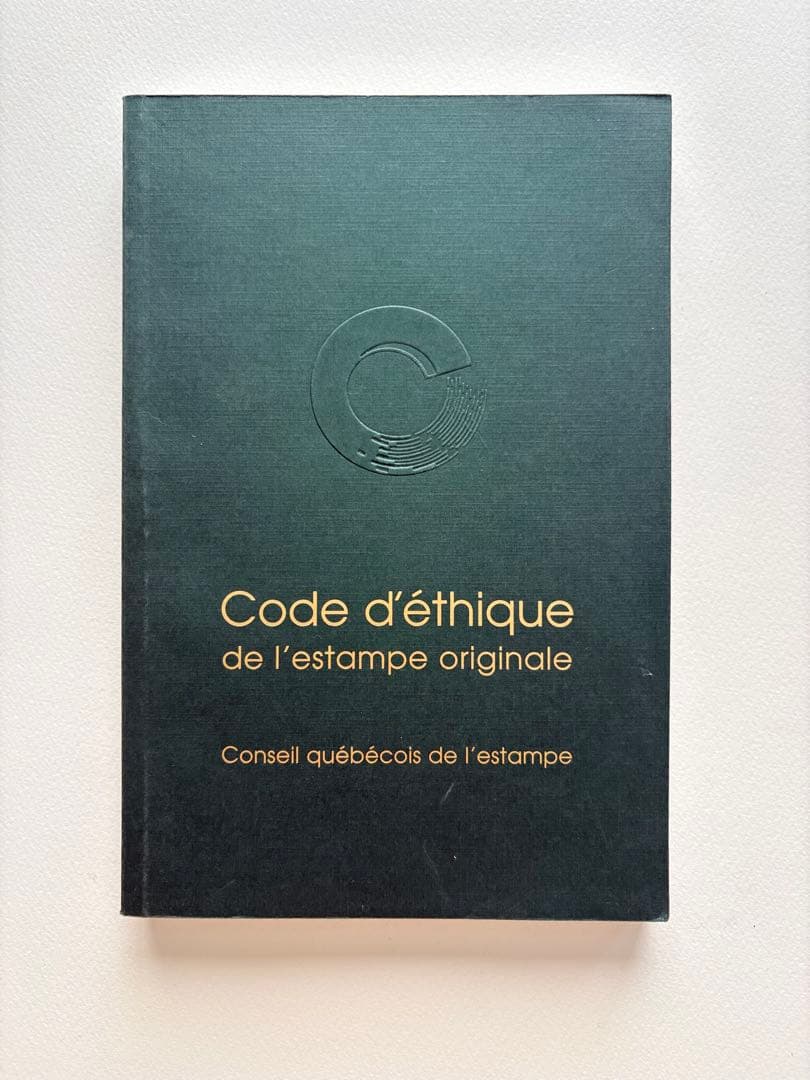 Code d'éthique
de l'estampe originale
Conseil québécois de l'estampe